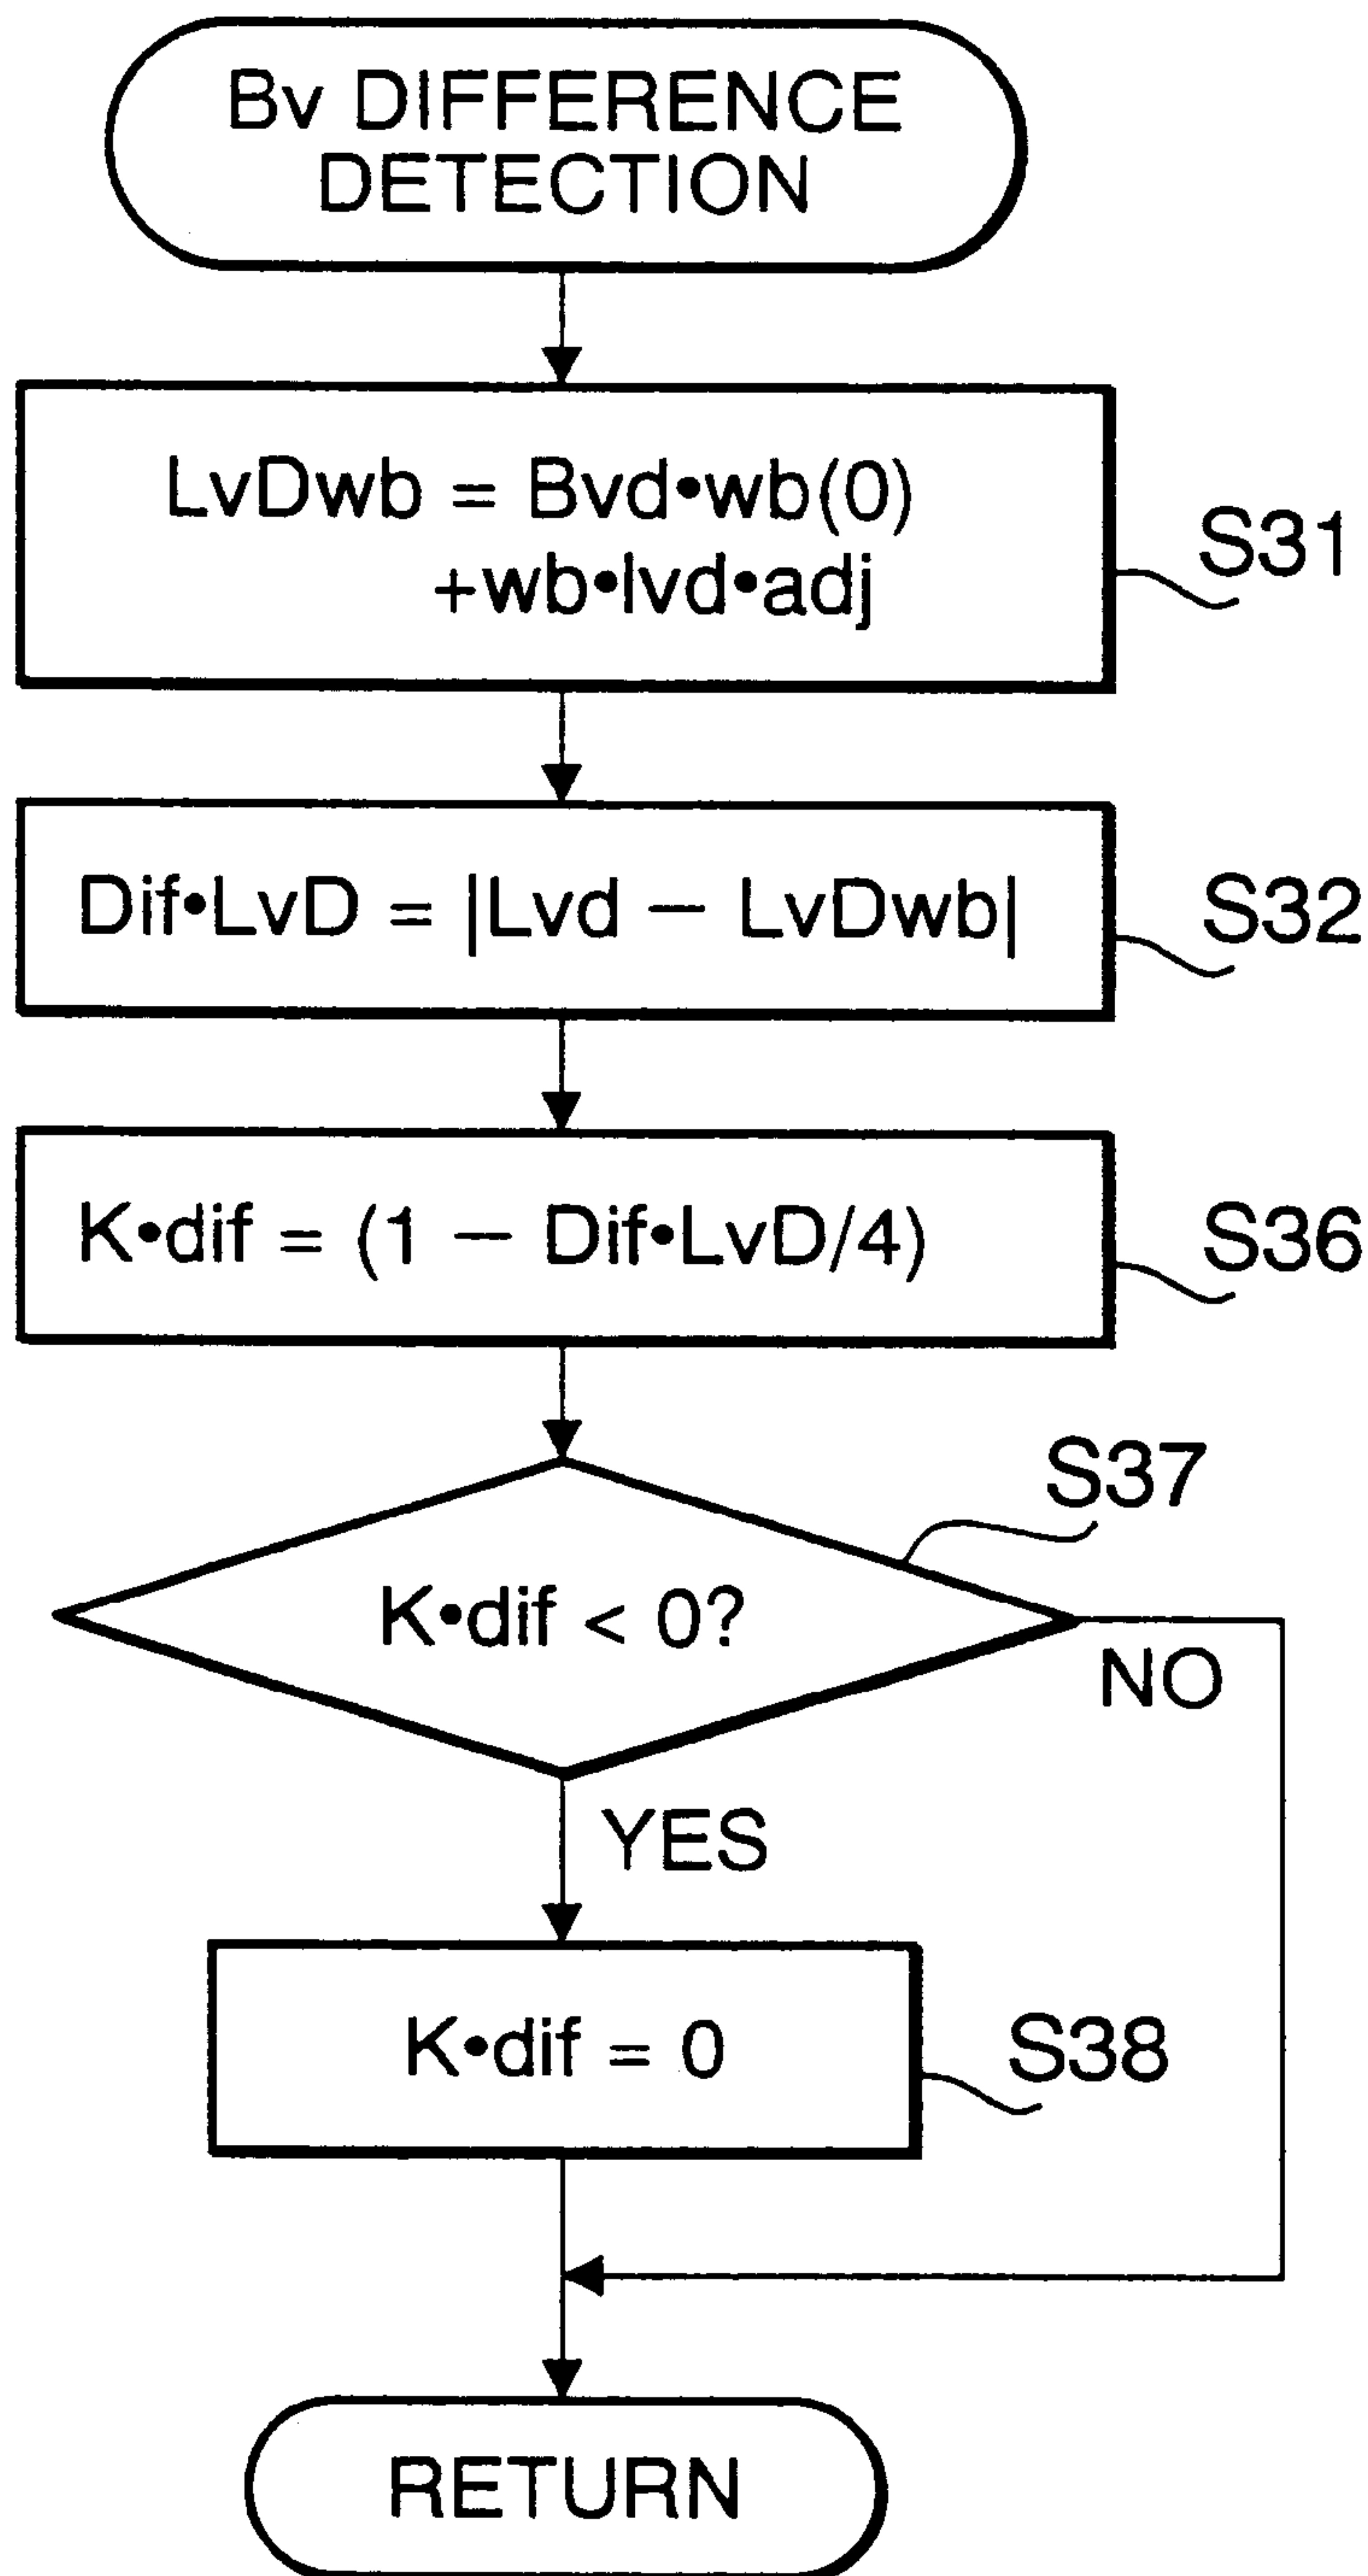 Bv DIFFERENCE
DETECTION
LvDwb = Bvd•wb(0)
+wb•lvd•adj
S31
Dif•LvD = |Lvd – LvDwb|
S32
K•dif = (1 – Dif•LvD/4)
S36
S37
K•dif < 0?
NO
YES
K•dif = 0
S38
RETURN